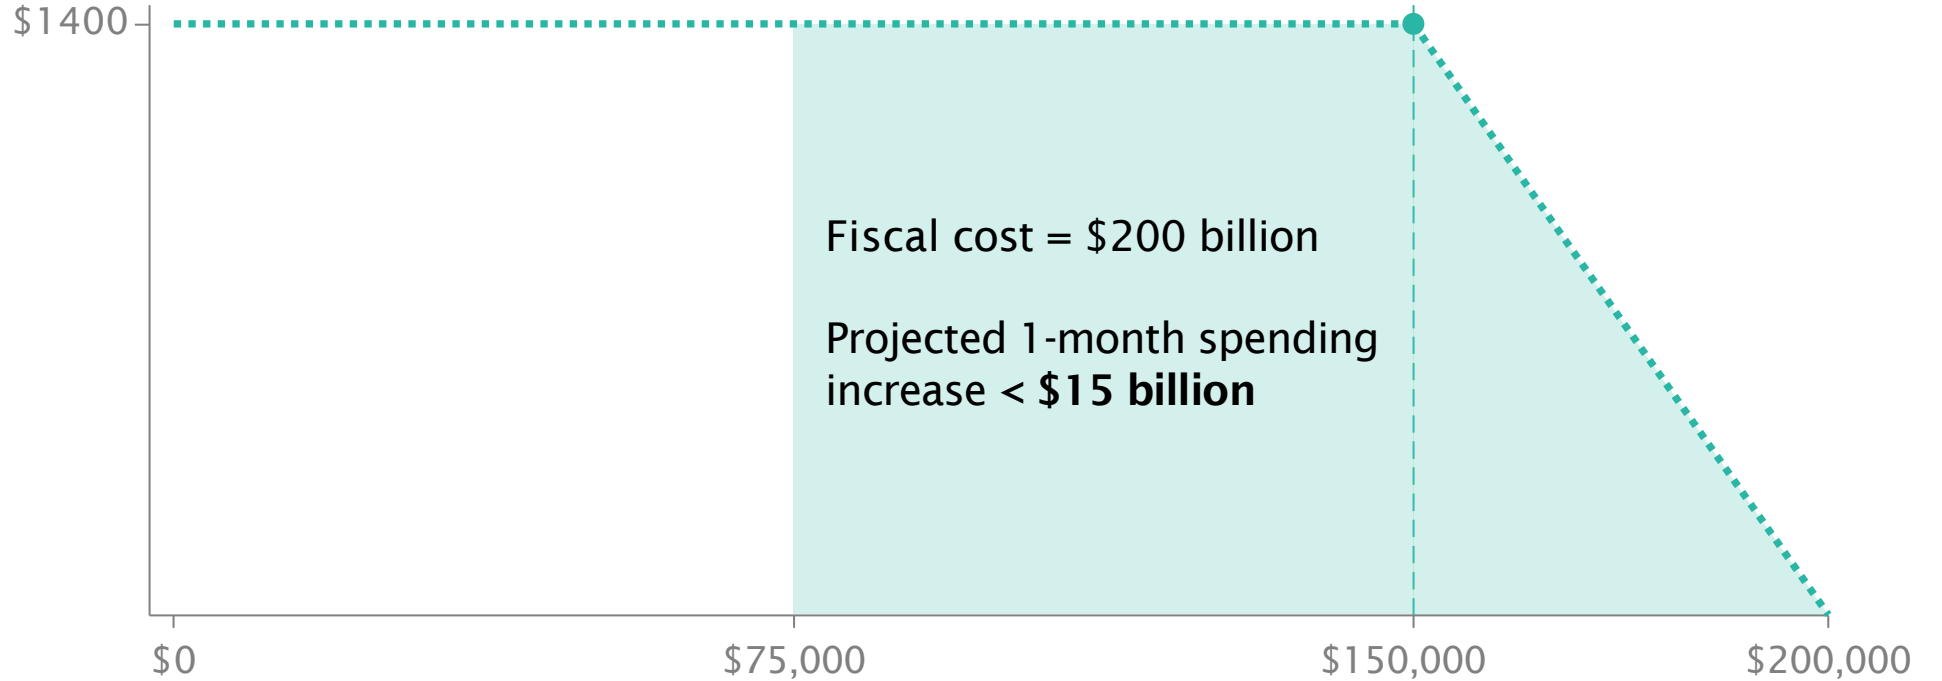 $1400
Fiscal cost = $200 billion
Projected 1-month spending
increase < $15 billion
$0
$75,000
$150,000
$200,000